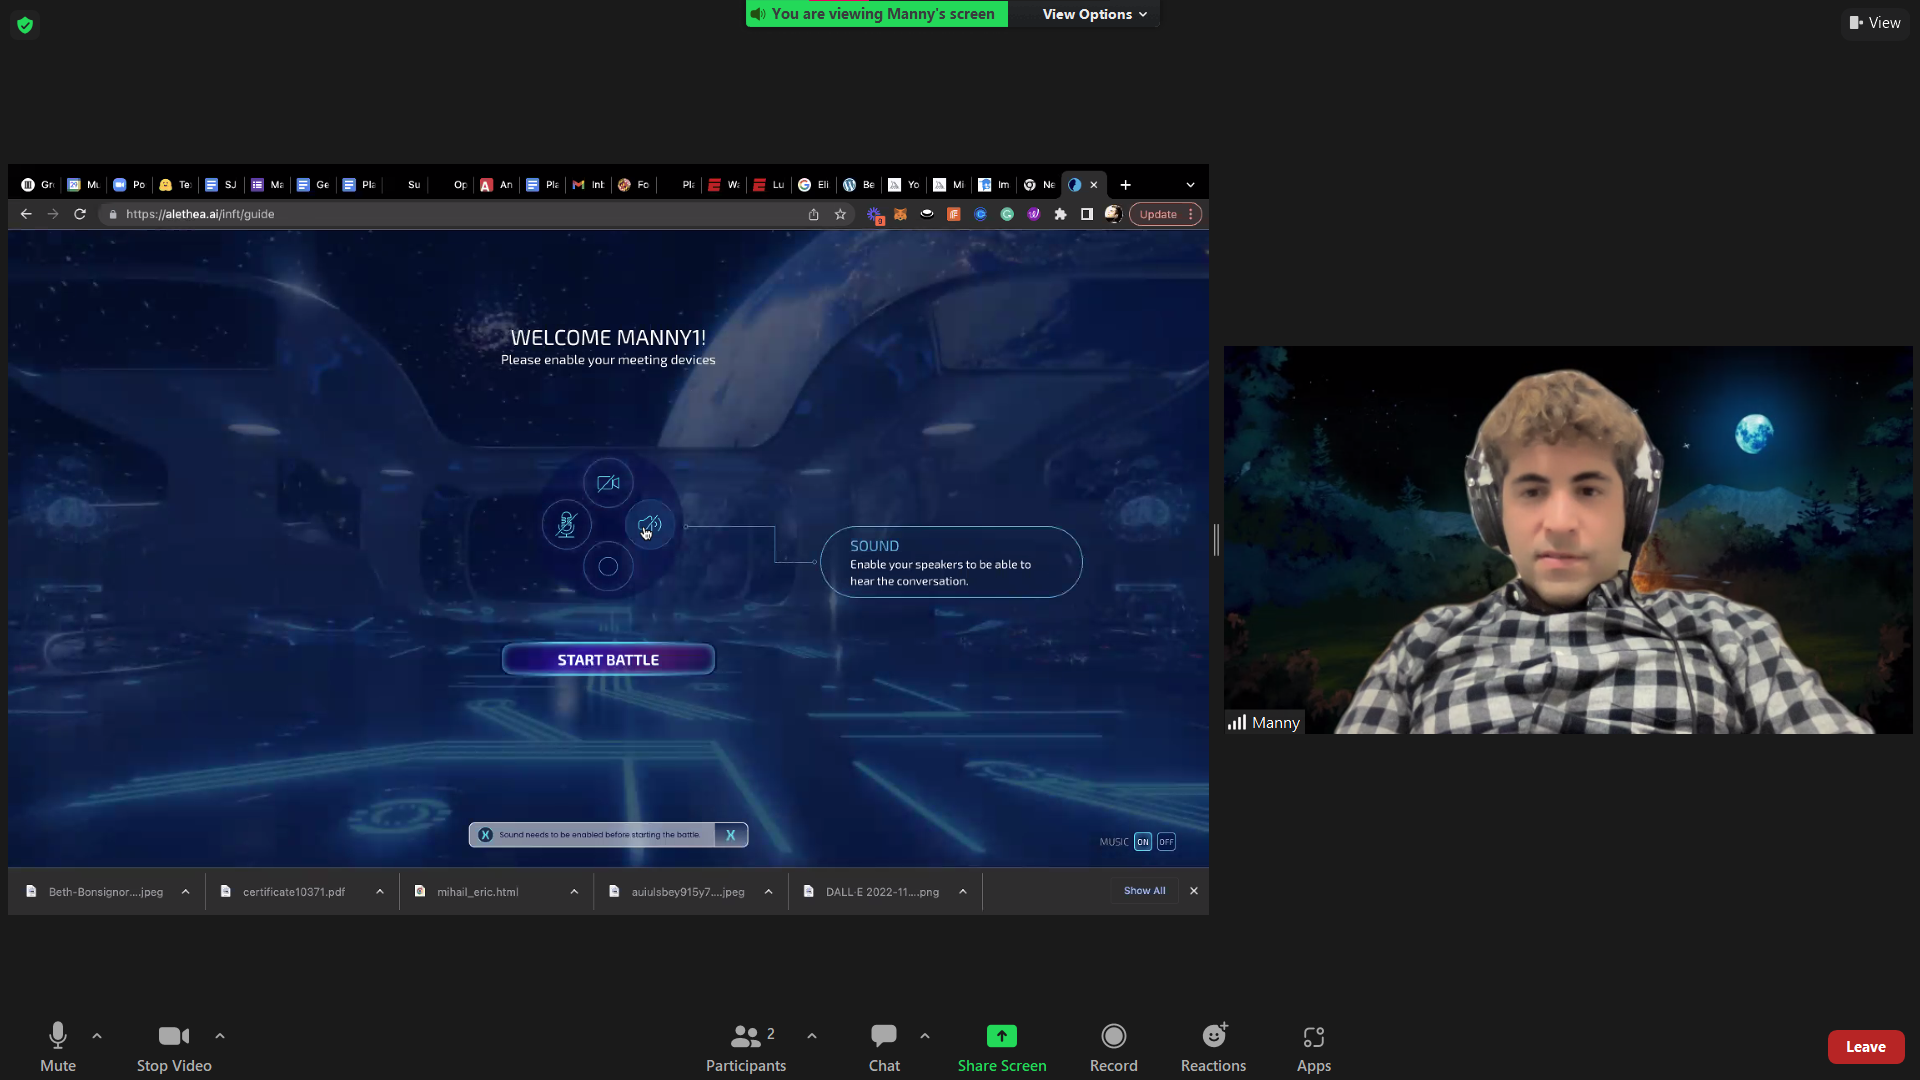 You are viewing Manny's screen
View Options
View
Gr
Mu
Po
Te
SJ
Ma
Ge
Pla
Su
Op
An
Pla
Inb
Fo
Pla
Wa
Lu
Eli
Be
Yo
Mi
Im
Ne
https://alethea.ai/inft/guide
Update
WELCOME MANNY1!
Please enable your meeting devices
SOUND
Enable your speakers to be able to
hear the conversation.
START BATTLE
Sound needs to be enabled before starting the battle.
X
MUSIC ON OFF
Beth-Bonsignor....jpeg
certificate10371.pdf
mihail_eric.html
auiulsbey915y7....jpeg
DALL·E 2022-11....png
Show All
Manny
Mute
Stop Video
2
Participants
Chat
Share Screen
Record
Reactions
Apps
Leave